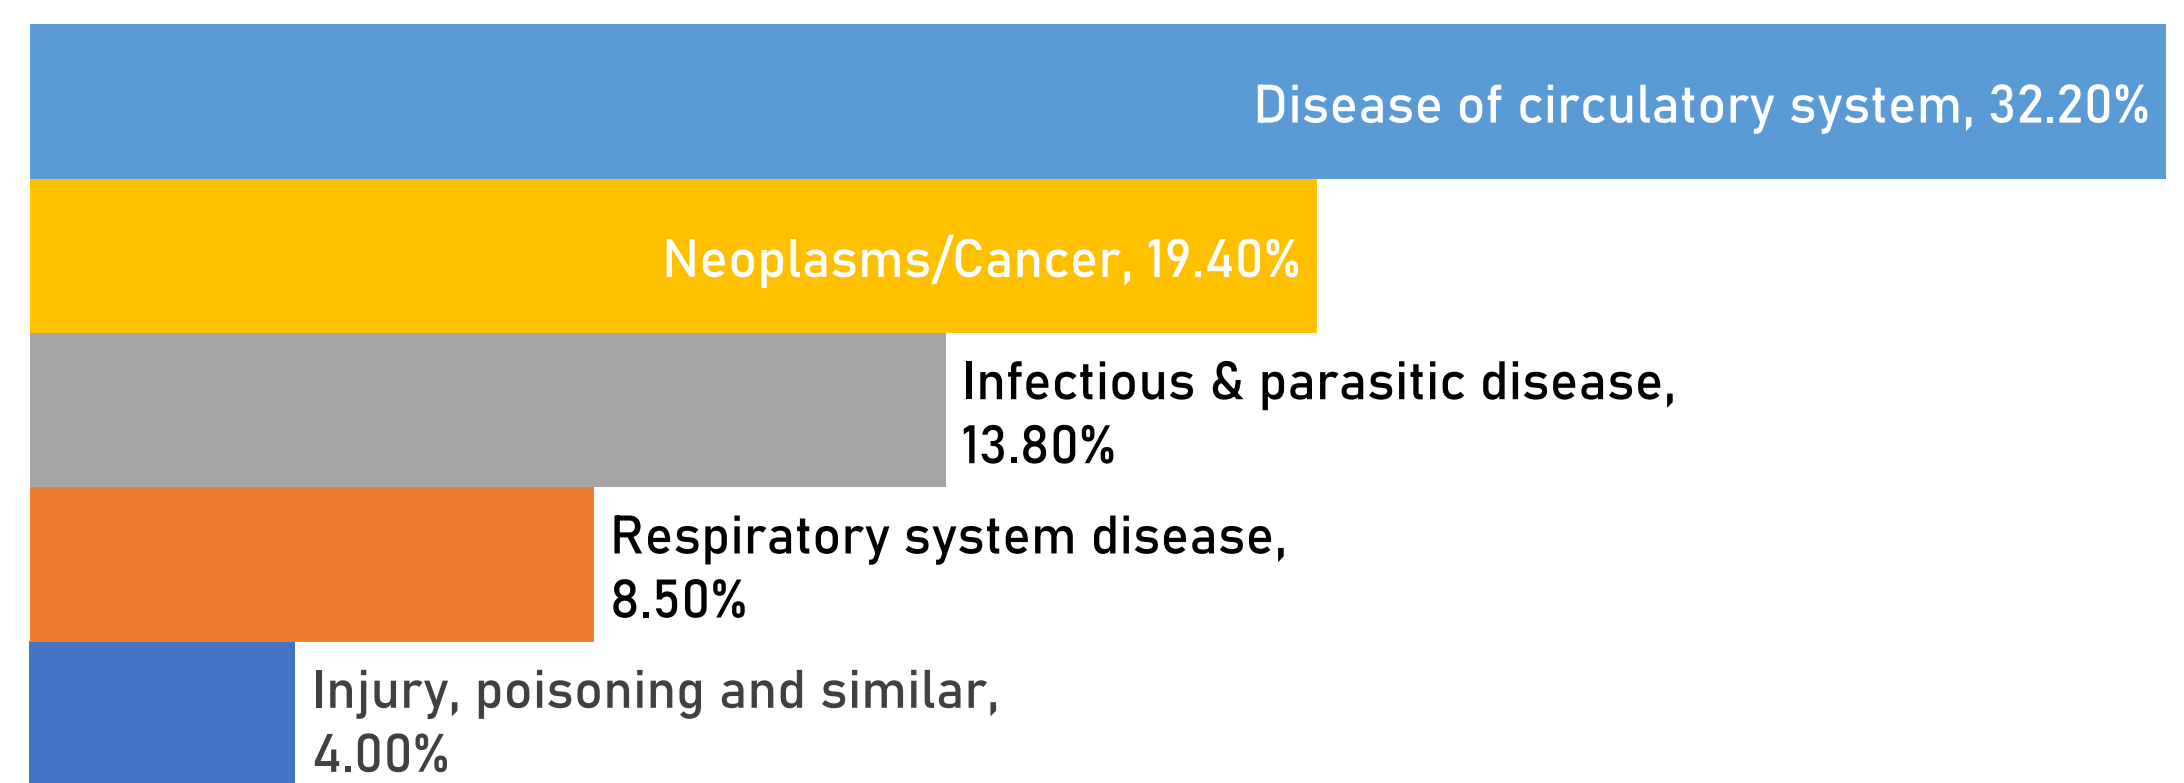 Disease of circulatory system, 32.20%
Neoplasms/Cancer, 19.40%
Infectious & parasitic disease,
13.80%
Respiratory system disease,
8.50%
Injury, poisoning and similar,
4.00%